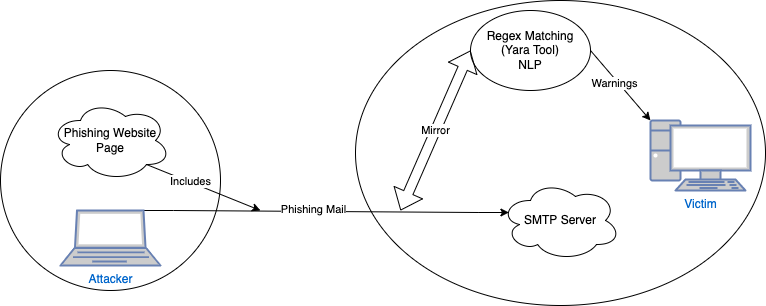 Regex Matching
(Yara Tool)
NLP
Warnings
Mirror
Phishing Website
Page
Includes
Phishing Mail
SMTP Server
Victim
Attacker